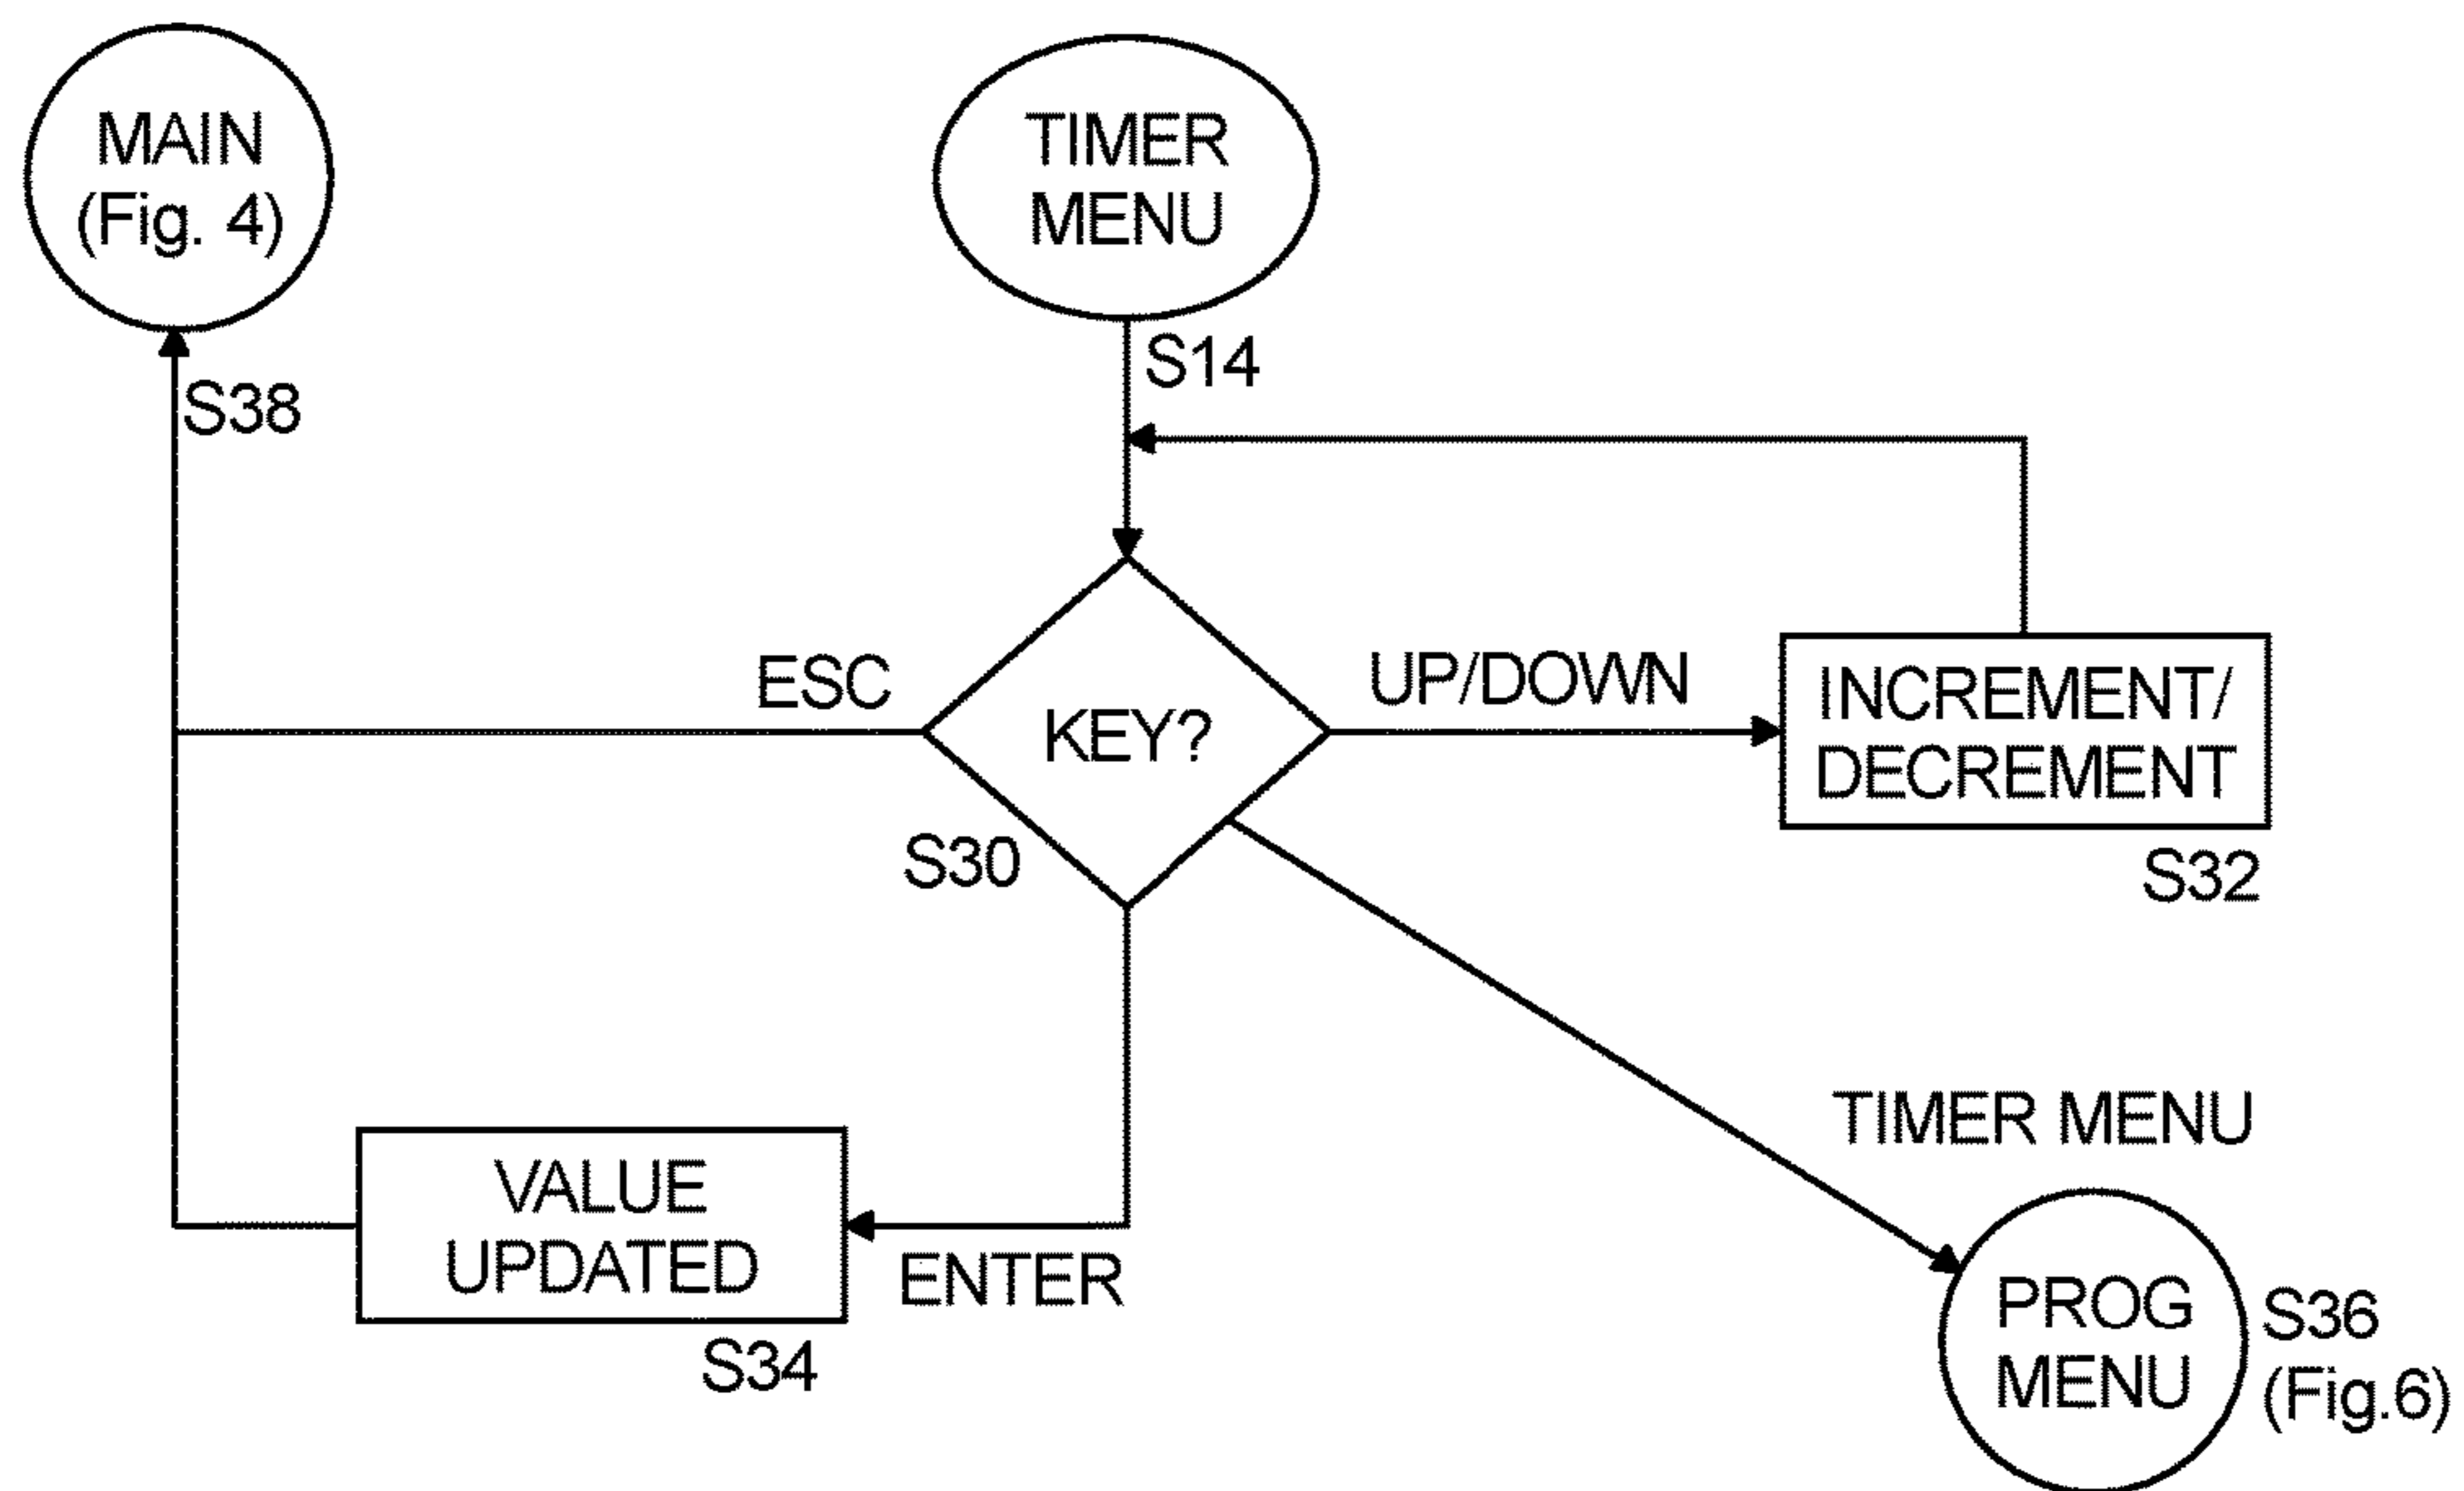 MAIN
(Fig. 4)
TIMER
MENU
S14
S38
ESC
KEY?
UP/DOWN
INCREMENT/
DECREMENT
S30
S32
TIMER MENU
VALUE
UPDATED
ENTER
S34
PROG
MENU
S36
(Fig.6)